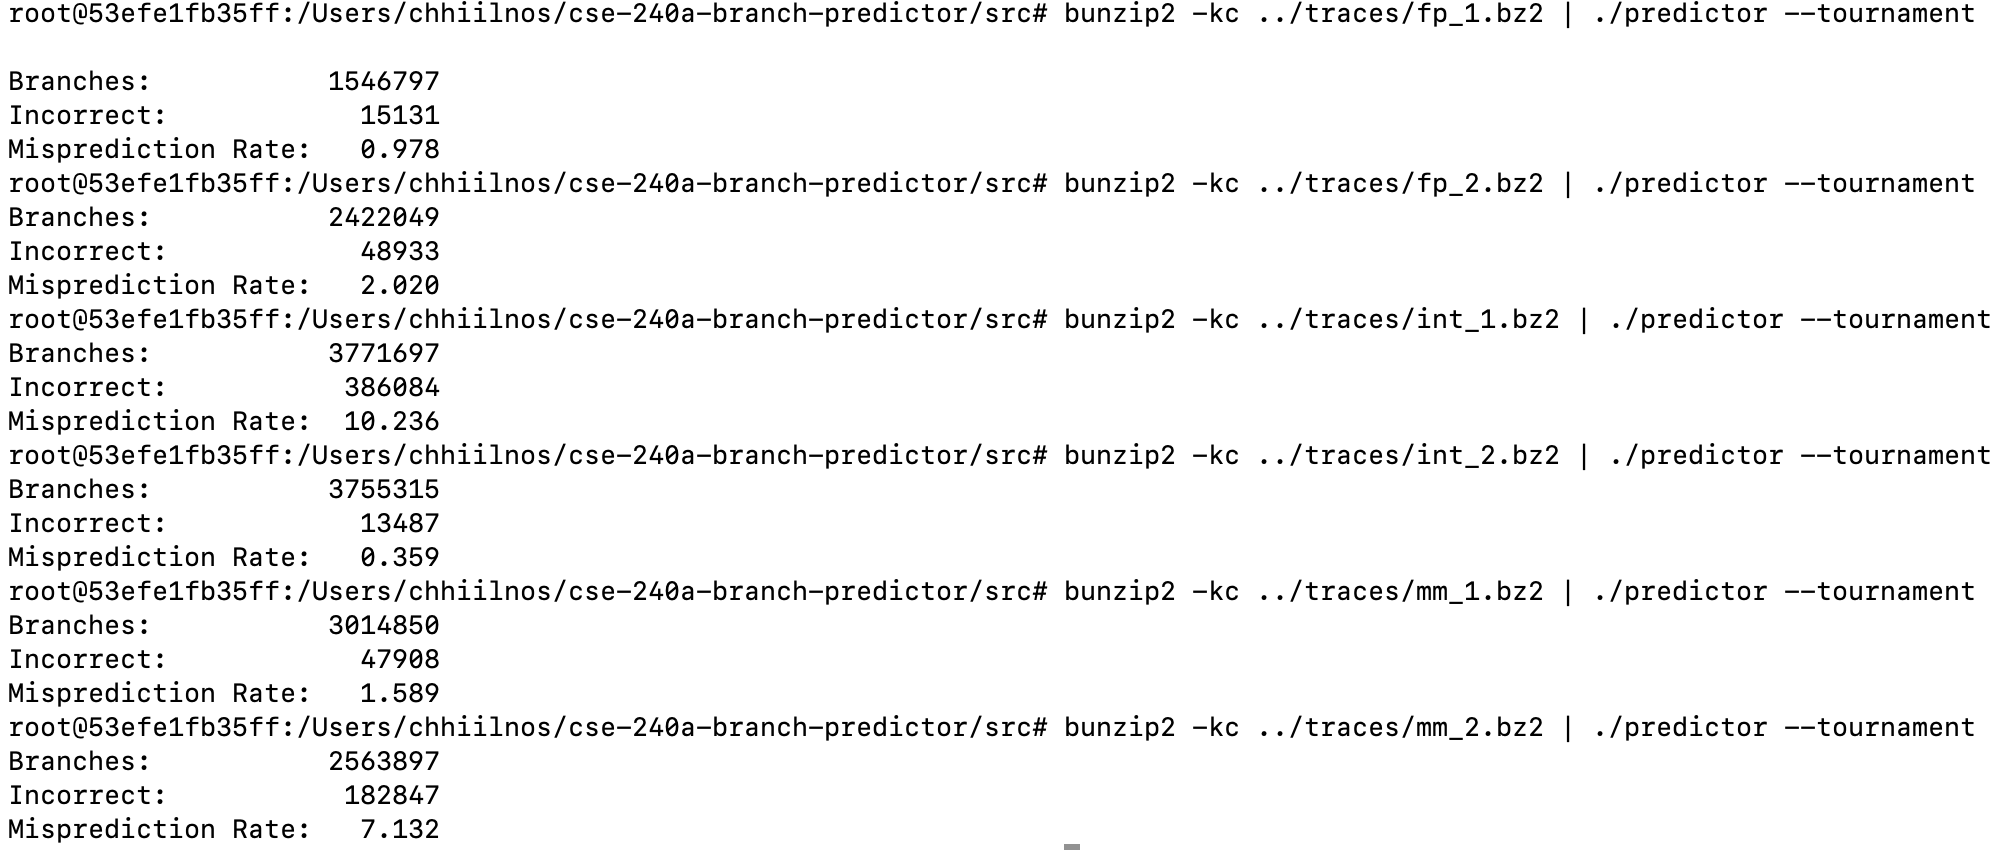 root@53efe1fb35ff:/Users/chhiilnos/cse-240a-branch-predictor/src# bunzip2 -kc ../traces/fp_1.bz2 | ./predictor --tournament
Branches:           1546797
Incorrect:            15131
Misprediction Rate:   0.978
root@53efe1fb35ff:/Users/chhiilnos/cse-240a-branch-predictor/src# bunzip2 -kc ../traces/fp_2.bz2 | ./predictor --tournament
Branches:           2422049
Incorrect:            48933
Misprediction Rate:   2.020
root@53efe1fb35ff:/Users/chhiilnos/cse-240a-branch-predictor/src# bunzip2 -kc ../traces/int_1.bz2 | ./predictor --tournament
Branches:           3771697
Incorrect:           386084
Misprediction Rate:  10.236
root@53efe1fb35ff:/Users/chhiilnos/cse-240a-branch-predictor/src# bunzip2 -kc ../traces/int_2.bz2 | ./predictor --tournament
Branches:           3755315
Incorrect:            13487
Misprediction Rate:   0.359
root@53efe1fb35ff:/Users/chhiilnos/cse-240a-branch-predictor/src# bunzip2 -kc ../traces/mm_1.bz2 | ./predictor --tournament
Branches:           3014850
Incorrect:            47908
Misprediction Rate:   1.589
root@53efe1fb35ff:/Users/chhiilnos/cse-240a-branch-predictor/src# bunzip2 -kc ../traces/mm_2.bz2 | ./predictor --tournament
Branches:           2563897
Incorrect:           182847
Misprediction Rate:   7.132